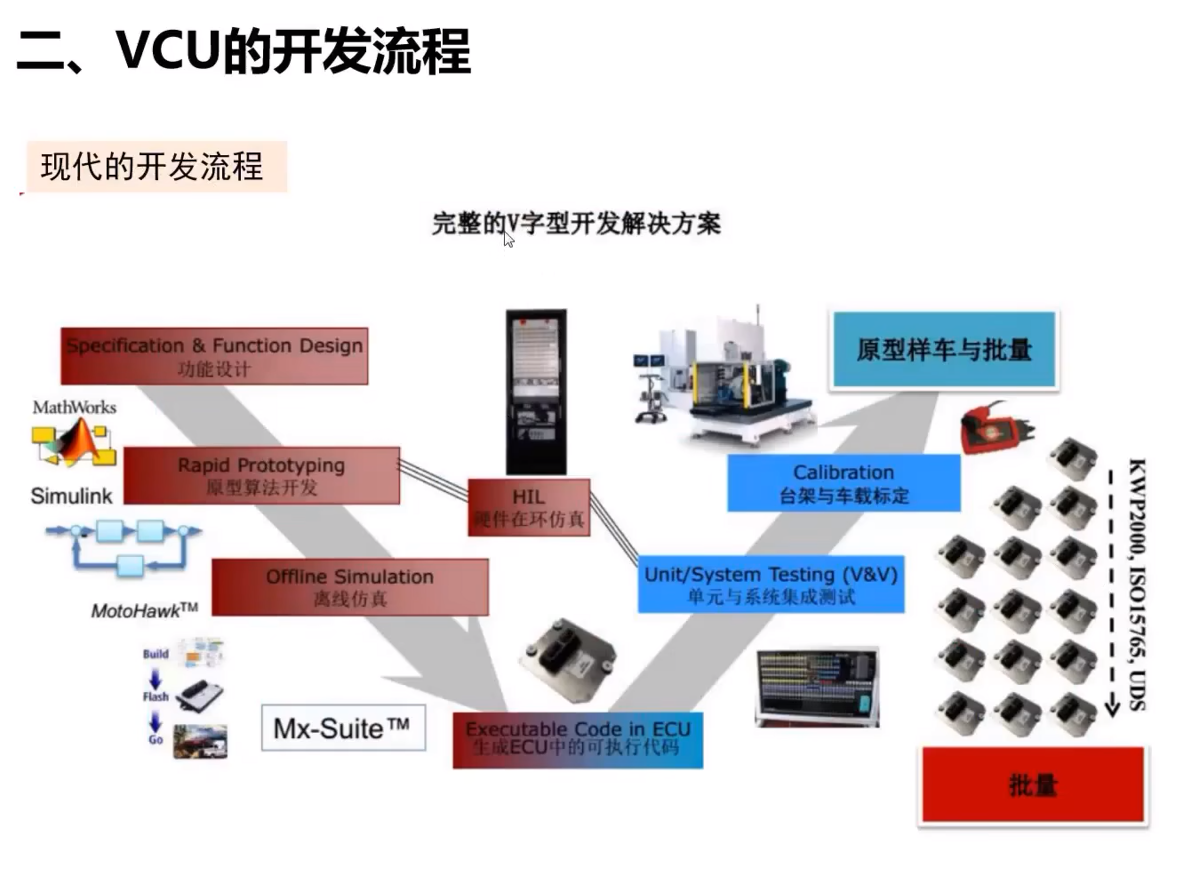 二、VCU的开发流程
现代的开发流程
完整的V字型开发解决方案
Specification & Function Design
功能设计
MathWorks
Simulink
Rapid Prototyping
原型算法开发
HIL
硬件在环仿真
Offline Simulation
离线仿真
MotoHawk™
Build
Flash
Go
Mx-Suite™
Executable Code in ECU
生成ECU中的可执行代码
Unit/System Testing (V&V)
单元与系统集成测试
Calibration
台架与车载标定
原型样车与批量
KWP2000, ISO15765, UDS
批量